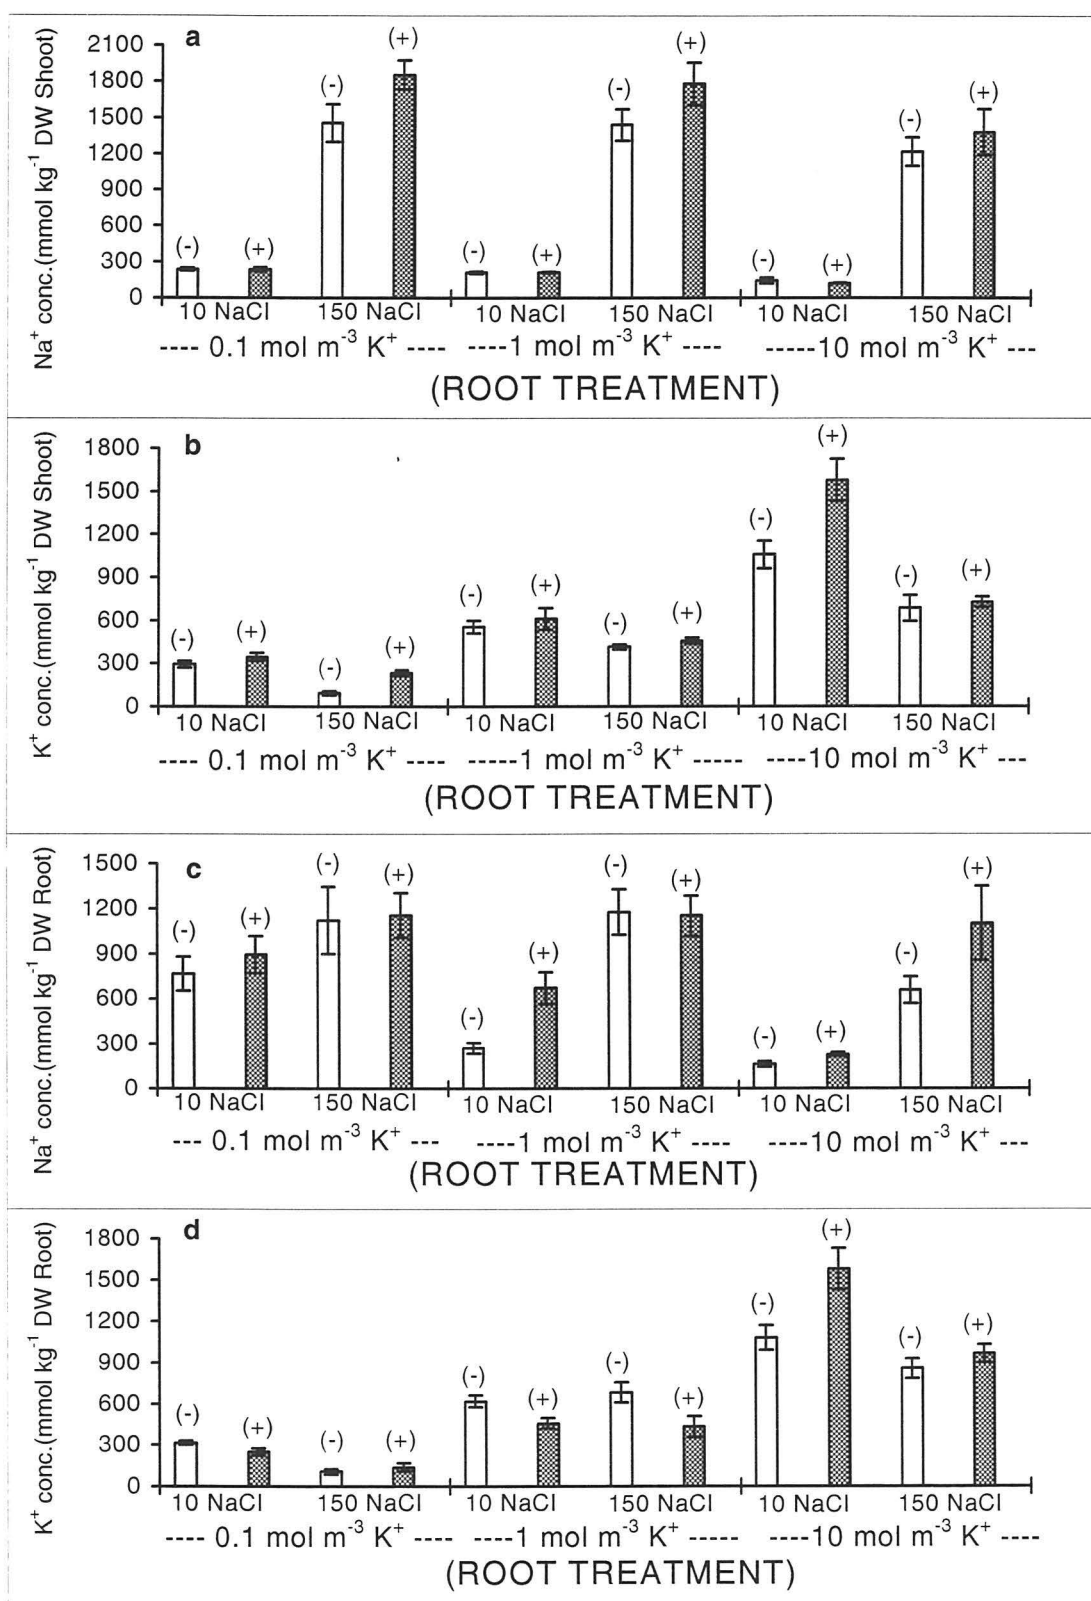 a
Na⁺ conc.(mmol kg⁻¹ DW Shoot)
2100
1800
1500
1200
900
600
300
0
(-) (+) (-) (+) (-) (+) (-) (+) (-) (+) (-) (+)
10 NaCl 150 NaCl 10 NaCl 150 NaCl 10 NaCl 150 NaCl
---- 0.1 mol m⁻³ K⁺ ---- ----1 mol m⁻³ K⁺ ---- -----10 mol m⁻³ K⁺ ---
(ROOT TREATMENT)
b
K⁺ conc.(mmol kg⁻¹ DW Shoot)
1800
1500
1200
900
600
300
0
(-) (+) (-) (+) (-) (+) (-) (+) (-) (+) (-) (+)
10 NaCl 150 NaCl 10 NaCl 150 NaCl 10 NaCl 150 NaCl
---- 0.1 mol m⁻³ K⁺ ---- -----1 mol m⁻³ K⁺ ----- ----10 mol m⁻³ K⁺ ---
(ROOT TREATMENT)
c
Na⁺ conc.(mmol kg⁻¹ DW Root)
1500
1200
900
600
300
0
(-) (+) (-) (+) (-) (+) (-) (+) (-) (+) (-) (+)
10 NaCl 150 NaCl 10 NaCl 150 NaCl 10 NaCl 150 NaCl
--- 0.1 mol m⁻³ K⁺ --- ----1 mol m⁻³ K⁺ ---- ----10 mol m⁻³ K⁺ ---
(ROOT TREATMENT)
d
K⁺ conc.(mmol kg⁻¹ DW Root)
1800
1500
1200
900
600
300
0
(-) (+) (-) (+) (-) (+) (-) (+) (-) (+) (-) (+)
10 NaCl 150 NaCl 10 NaCl 150 NaCl 10 NaCl 150 NaCl
---- 0.1 mol m⁻³ K⁺ ---- ----1 mol m⁻³ K⁺ ----- ----10 mol m⁻³ K⁺ ----
(ROOT TREATMENT)